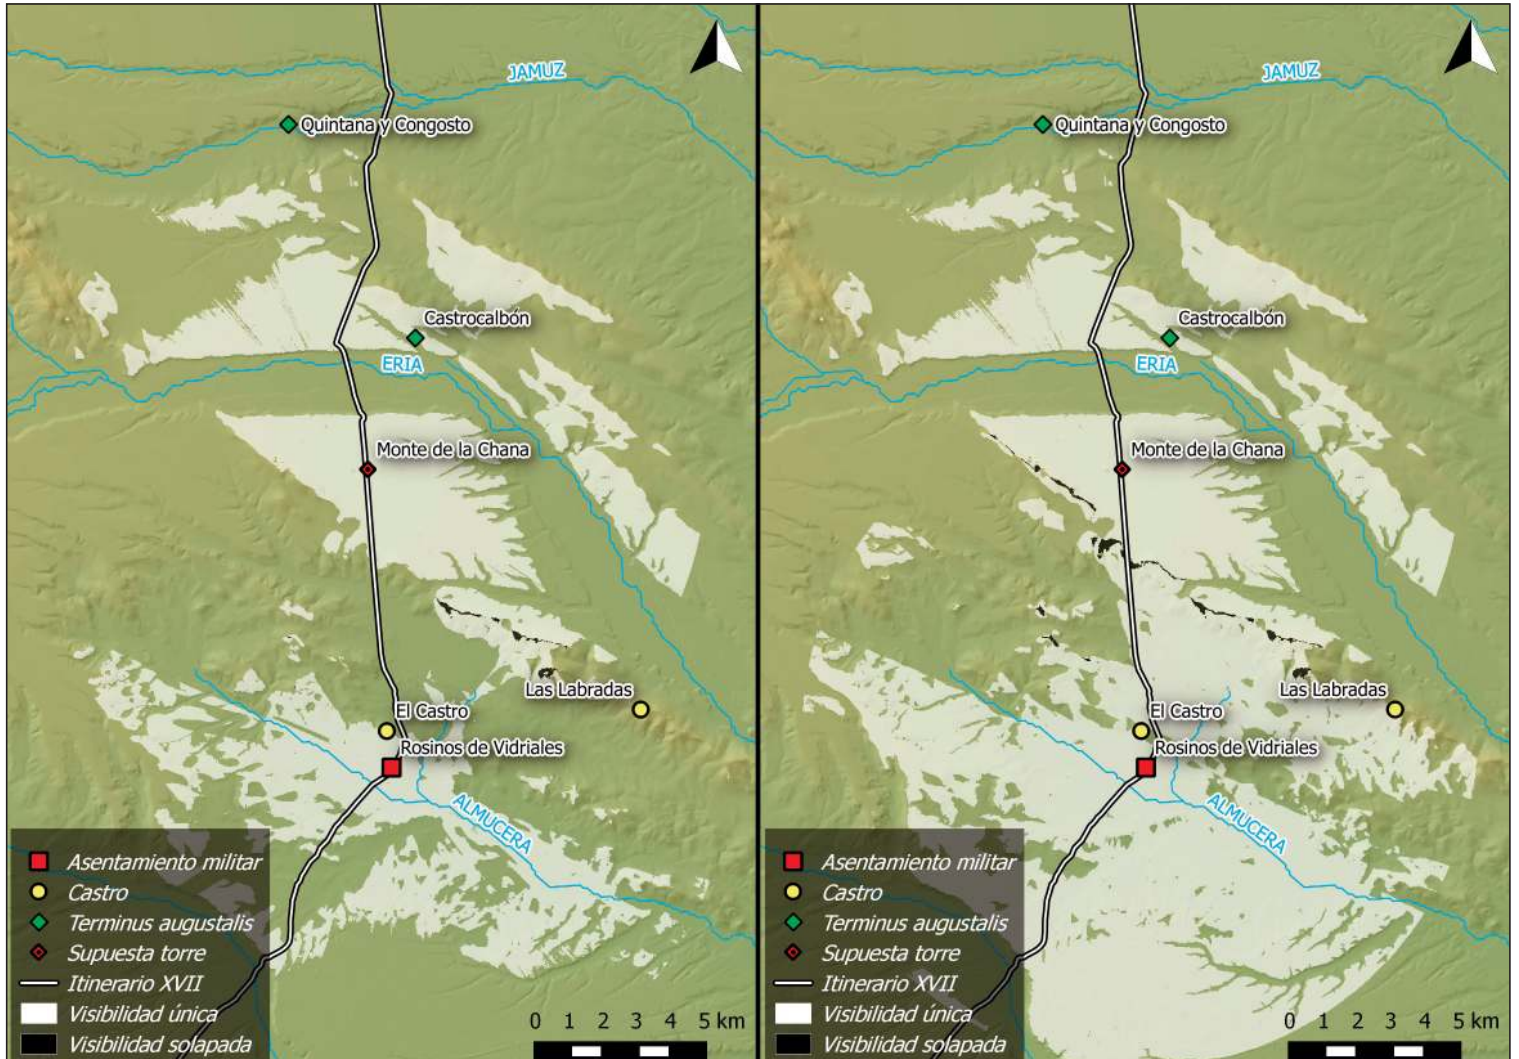 JAMUZ
Quintana y Congosto
Castrocalbón
ERIA
Monte de la Chana
Las Labradas
El Castro
Rosinos de Vidriales
ALMUCERA
Asentamiento militar
Castro
Terminus augustalis
Supuesta torre
Itinerario XVII
Visibilidad única
Visibilidad solapada
0 1 2 3 4 5 km
JAMUZ
Quintana y Congosto
Castrocalbón
ERIA
Monte de la Chana
Las Labradas
El Castro
Rosinos de Vidriales
ALMUCERA
Asentamiento militar
Castro
Terminus augustalis
Supuesta torre
Itinerario XVII
Visibilidad única
Visibilidad solapada
0 1 2 3 4 5 km